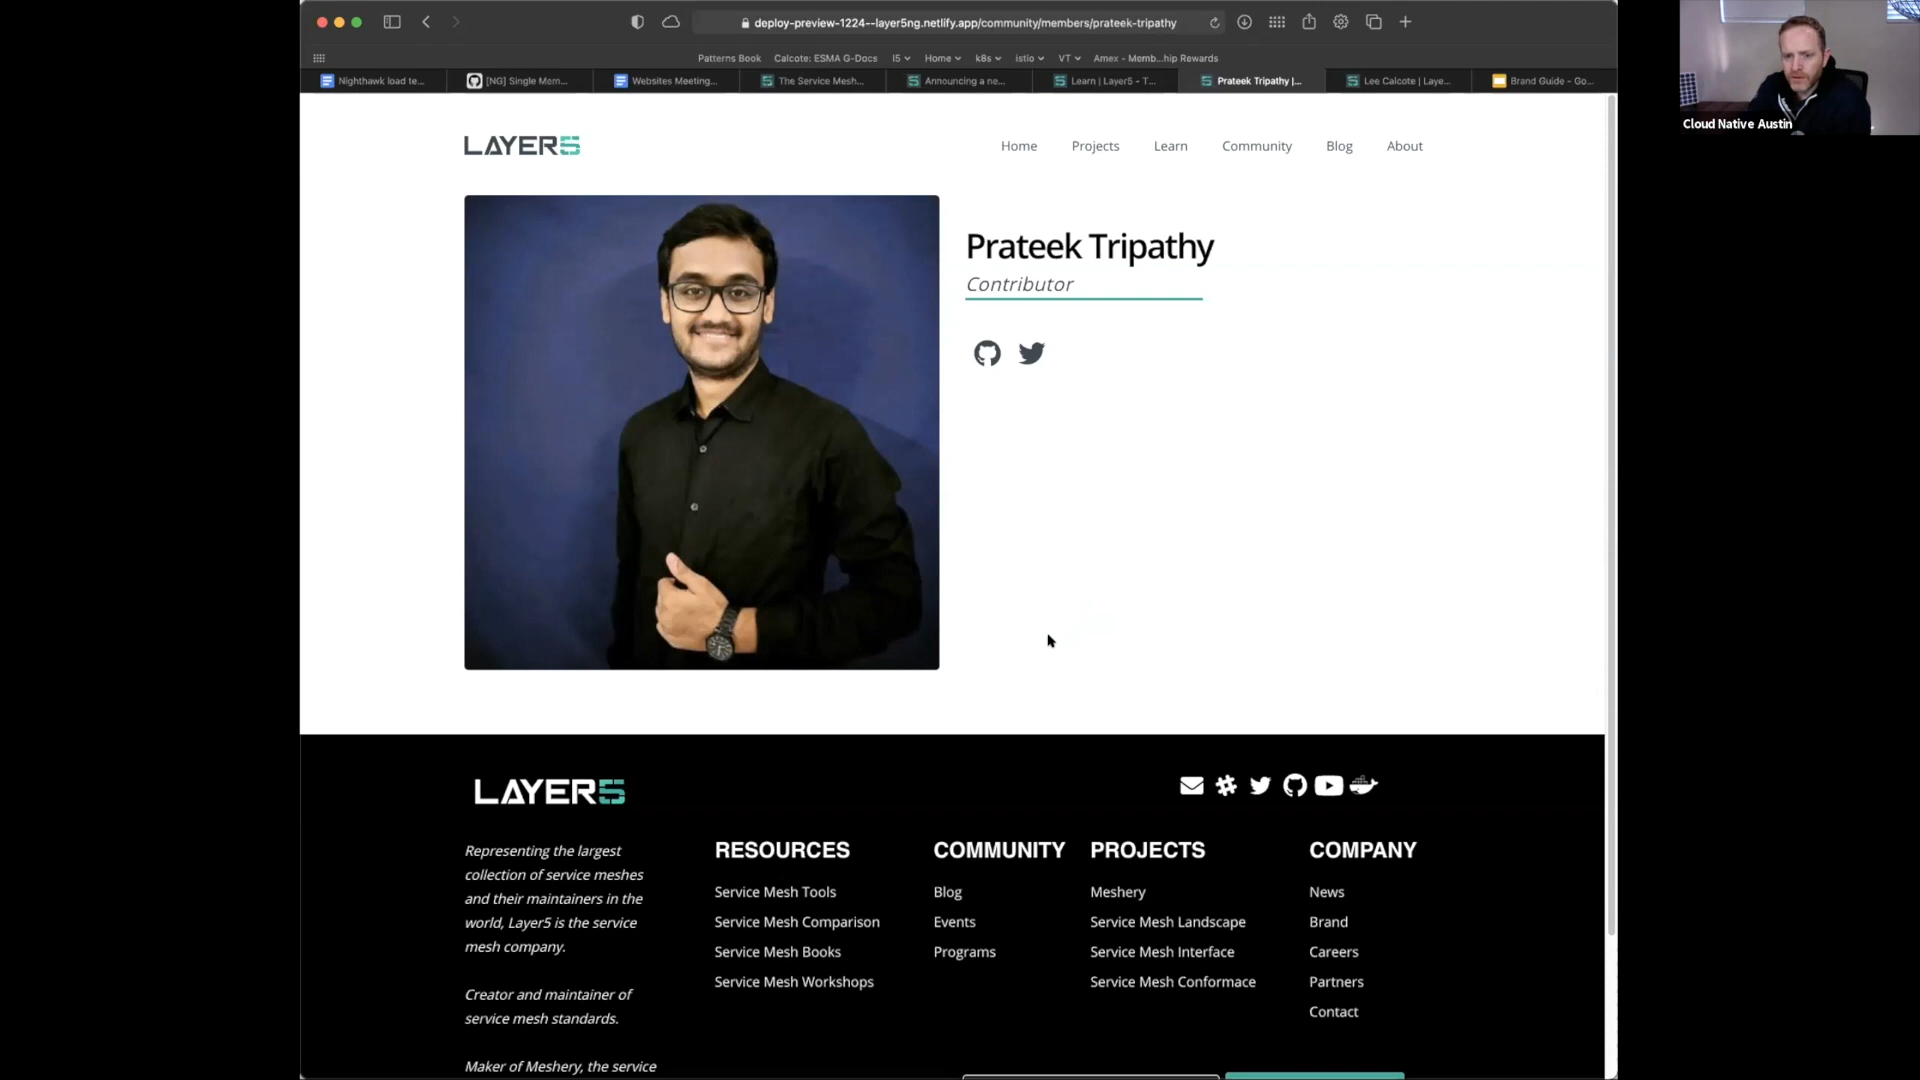 deploy-preview-1224--layer5ng.netlify.app/community/members/prateek-tripathy
Patterns Book Calcote: ESMA G-Docs l5 Home k8s istio VT Amex - Memb...hip Rewards
Nighthawk load te... [NG] Single Mem... Websites Meeting... The Service Mesh... Announcing a ne... Learn | Layer5 - T... Prateek Tripathy |... Lee Calcote | Laye... Brand Guide - Go...
Cloud Native Austin
LAYER5
Home Projects Learn Community Blog About
Prateek Tripathy
Contributor
LAYER5
Representing the largest
collection of service meshes
and their maintainers in the
world, Layer5 is the service
mesh company.
Creator and maintainer of
service mesh standards.
Maker of Meshery, the service
RESOURCES
Service Mesh Tools
Service Mesh Comparison
Service Mesh Books
Service Mesh Workshops
COMMUNITY
Blog
Events
Programs
PROJECTS
Meshery
Service Mesh Landscape
Service Mesh Interface
Service Mesh Conformace
COMPANY
News
Brand
Careers
Partners
Contact